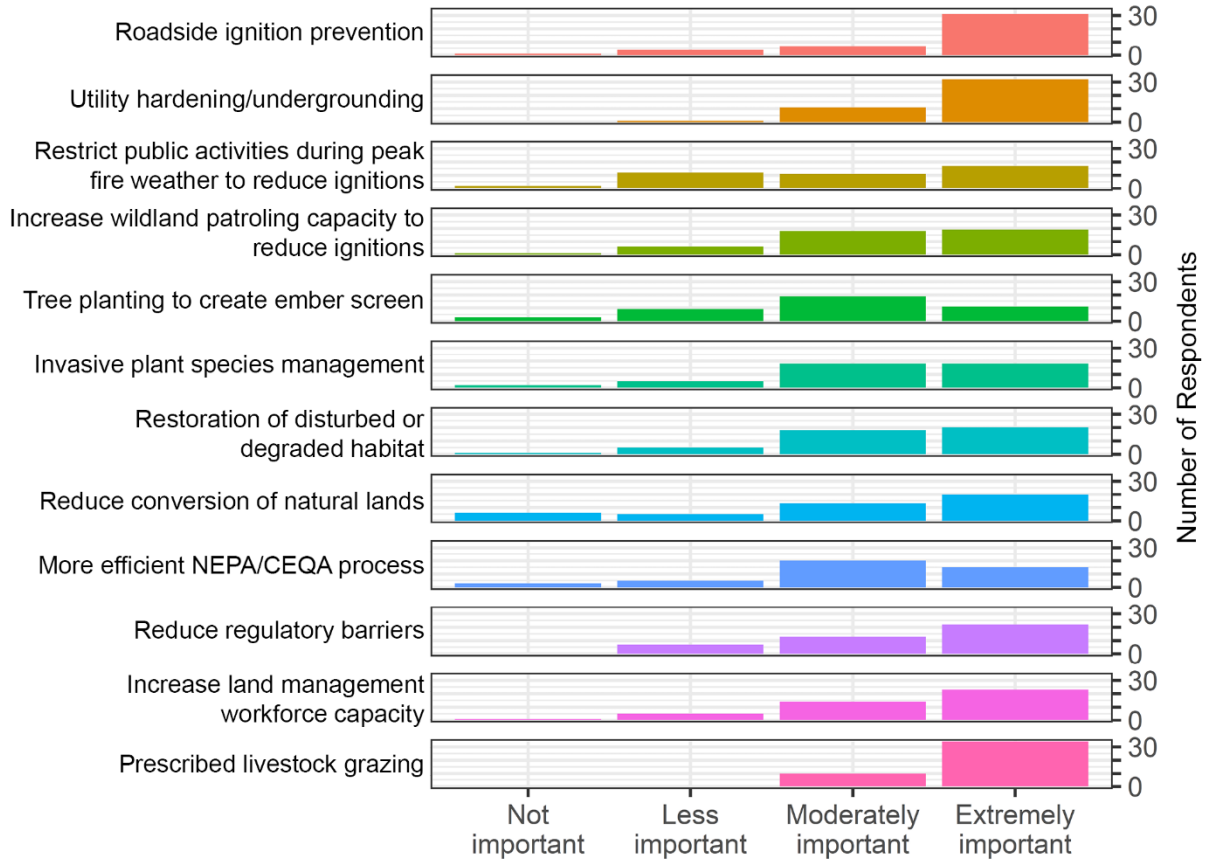 Roadside ignition prevention
30
0
Utility hardening/undergrounding
30
0
Restrict public activities during peak
fire weather to reduce ignitions
30
0
Increase wildland patroling capacity to
reduce ignitions
30
0
Tree planting to create ember screen
30
0
Invasive plant species management
30
0
Restoration of disturbed or
degraded habitat
30
0
Reduce conversion of natural lands
30
0
More efficient NEPA/CEQA process
30
0
Reduce regulatory barriers
30
0
Increase land management
workforce capacity
30
0
Prescribed livestock grazing
30
0
Number of Respondents
Not
important
Less
important
Moderately
important
Extremely
important